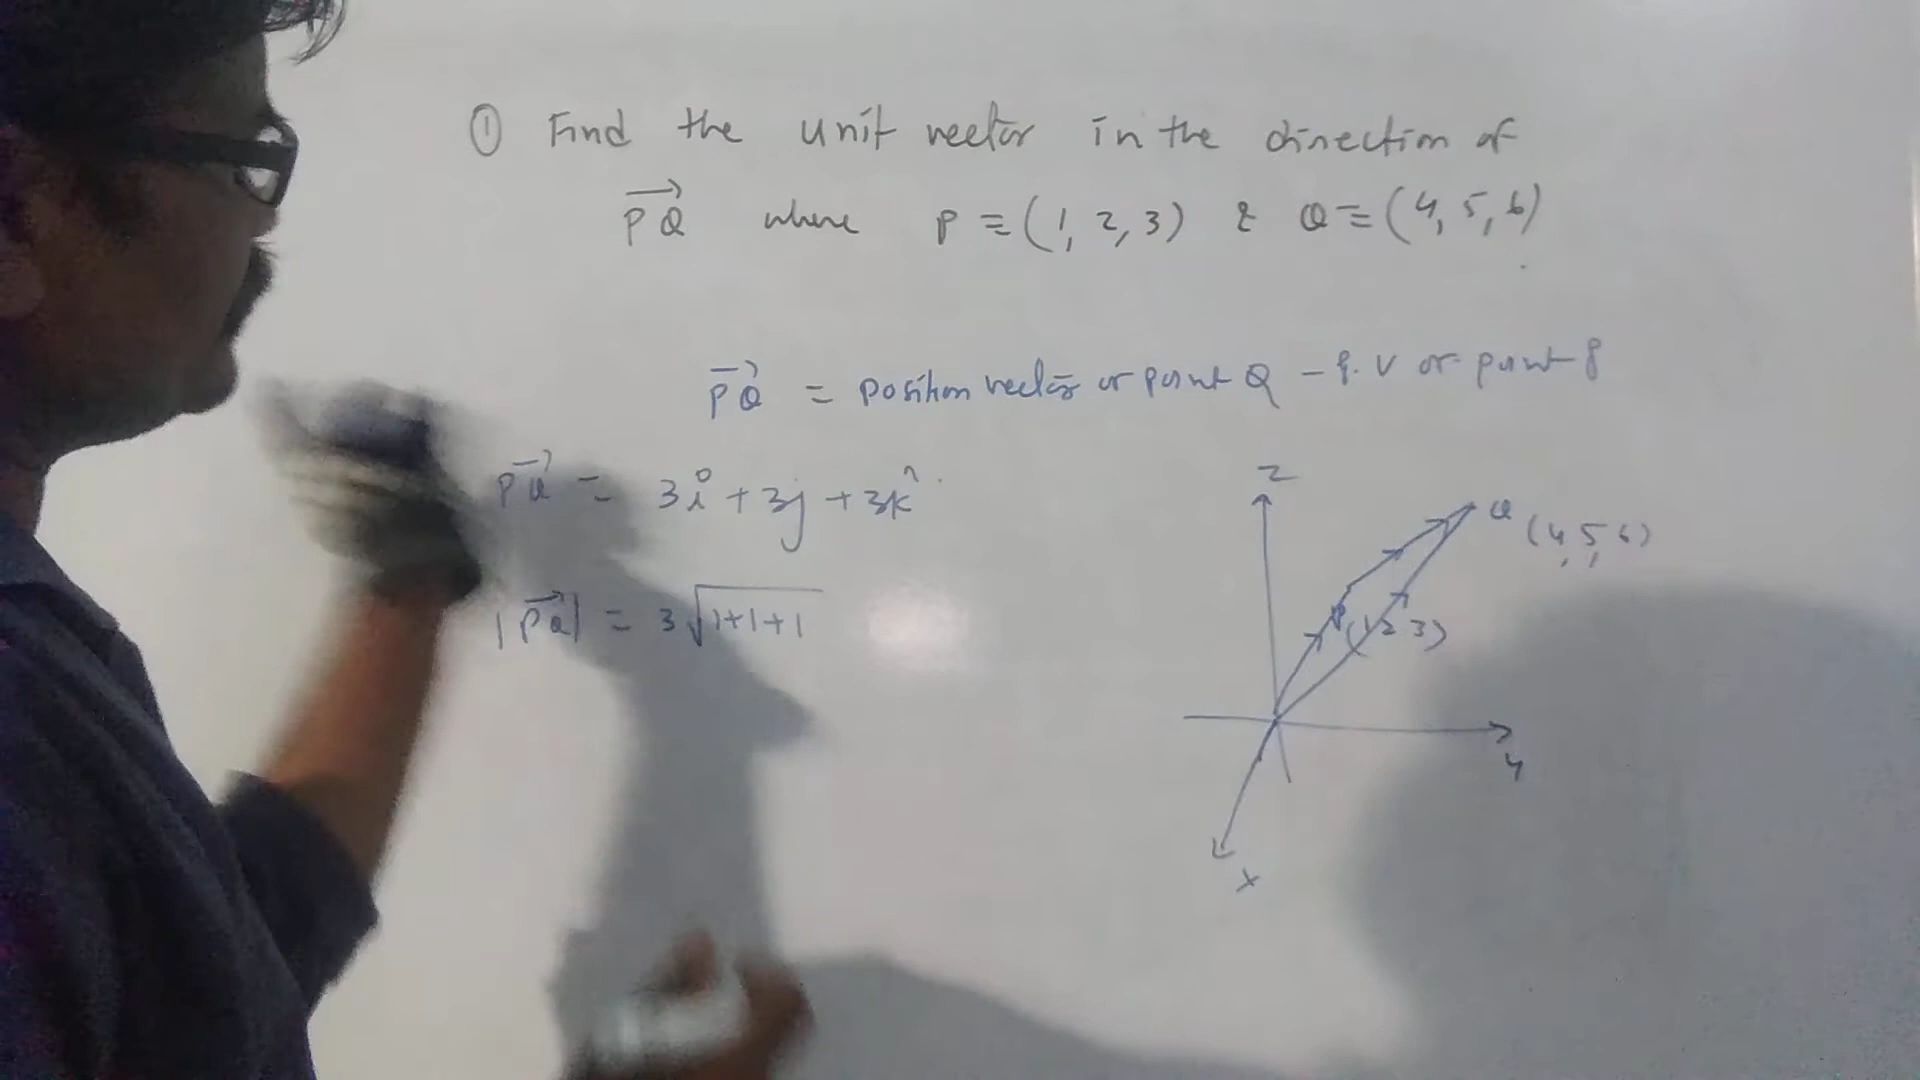 ① Find the unit vector in the direction of
PQ⃗ where P ≡ (1, 2, 3) & Q ≡ (4, 5, 6)
PQ⃗ = position vector of point Q - P. V of point P
PQ⃗ = 3î + 3j + 3k̂
|PQ⃗| = 3√1+1+1
Z
Q (4, 5, 6)
P (1 2 3)
y
x